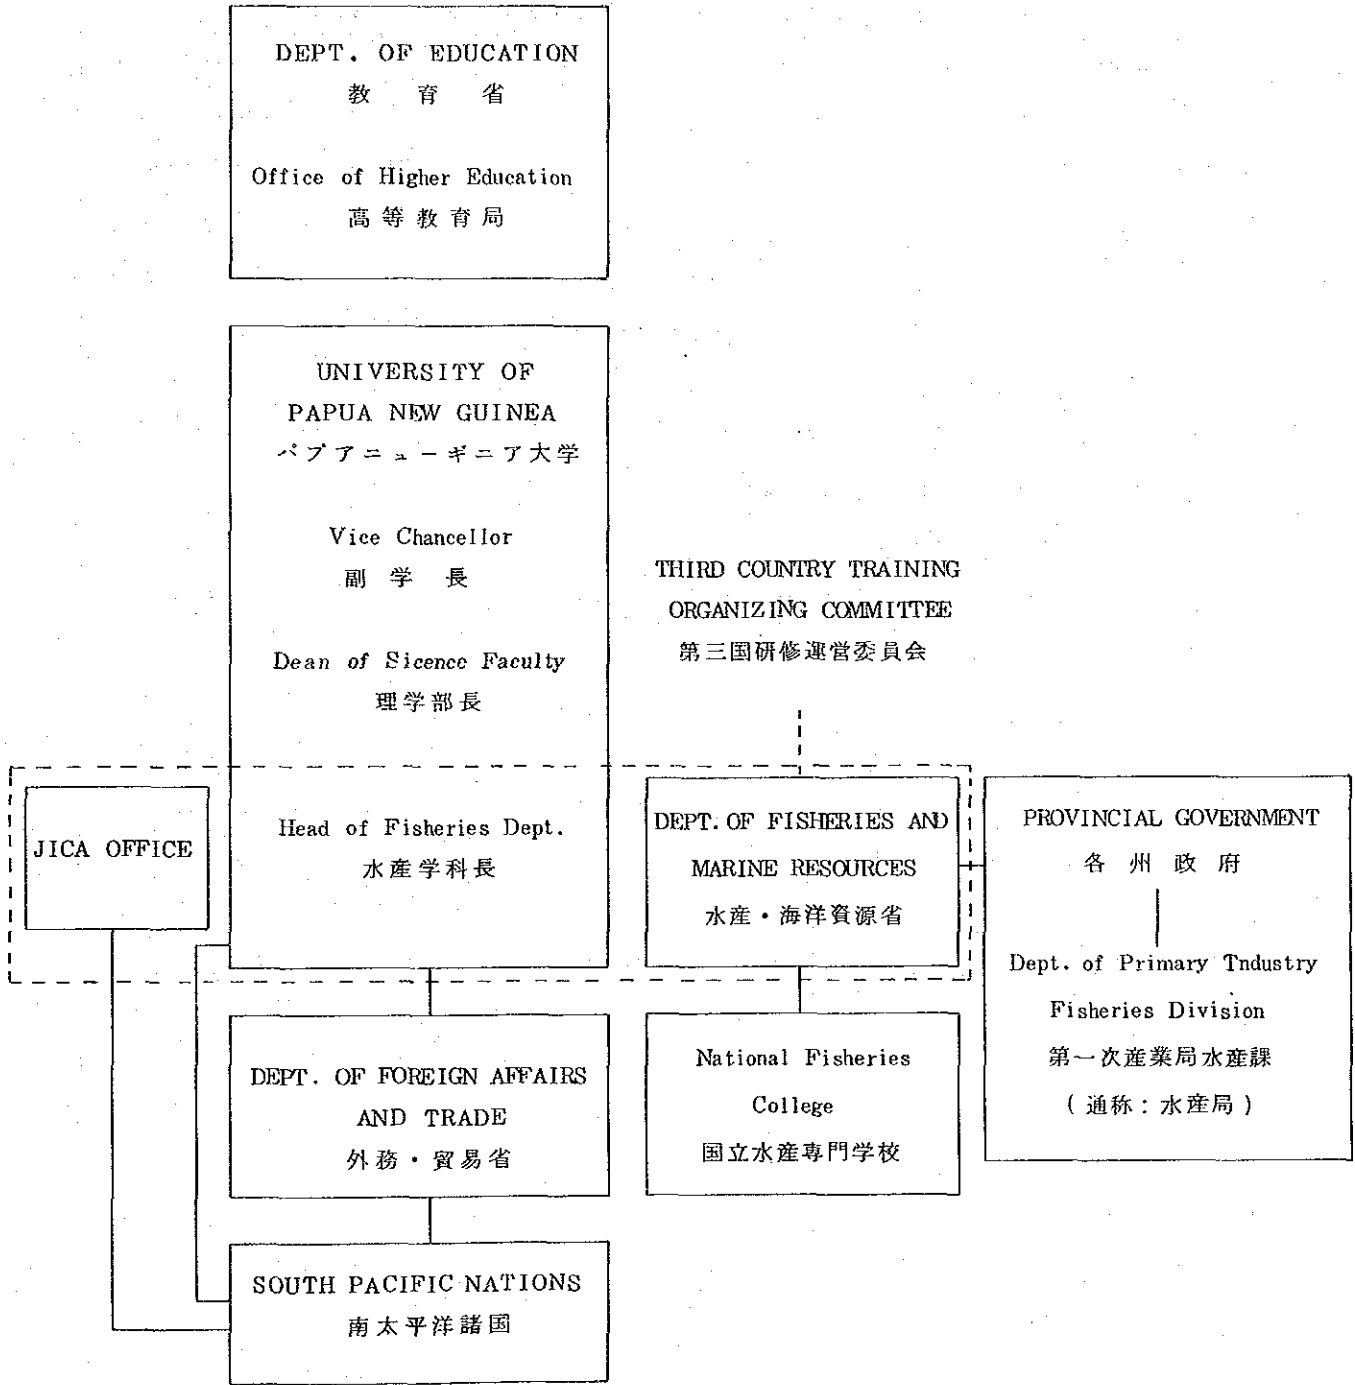 DEPT. OF EDUCATION
教育省
Office of Higher Education
高等教育局
UNIVERSITY OF
PAPUA NEW GUINEA
パプアニューギニア大学
Vice Chancellor
副学長
Dean of Sicence Faculty
理学部長
THIRD COUNTRY TRAINING
ORGANIZING COMMITTEE
第三国研修運営委員会
JICA OFFICE
Head of Fisheries Dept.
水産学科長
DEPT. OF FISHERIES AND
MARINE RESOURCES
水産・海洋資源省
PROVINCIAL GOVERNMENT
各州政府
Dept. of Primary Tndustry
Fisheries Division
第一次産業局水産課
(通称:水産局)
DEPT. OF FOREIGN AFFAIRS
AND TRADE
外務・貿易省
National Fisheries
College
国立水産専門学校
SOUTH PACIFIC NATIONS
南太平洋諸国